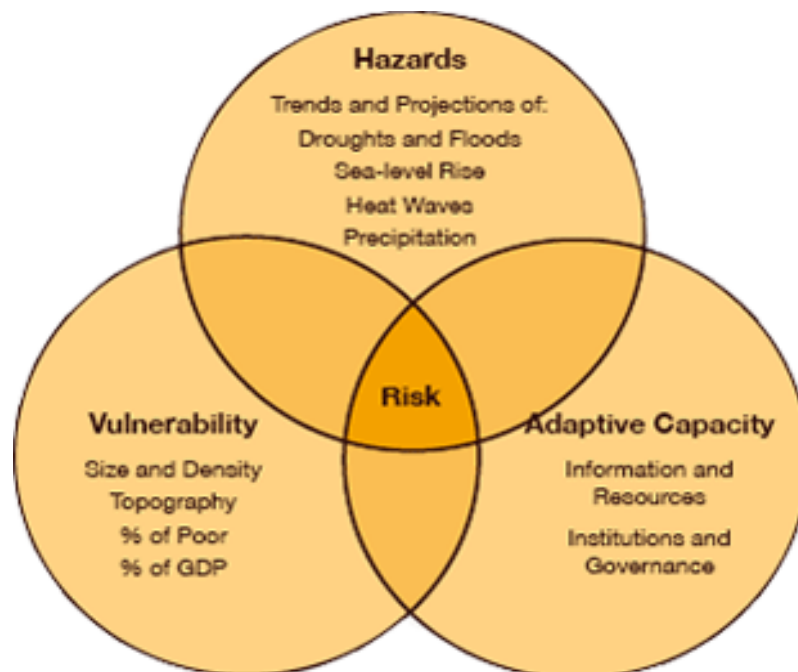 Hazards
Trends and Projections of:
Droughts and Floods
Sea-level Rise
Heat Waves
Precipitation
Risk
Vulnerability
Size and Density
Topography
% of Poor
% of GDP
Adaptive Capacity
Information and
Resources
Institutions and
Governance